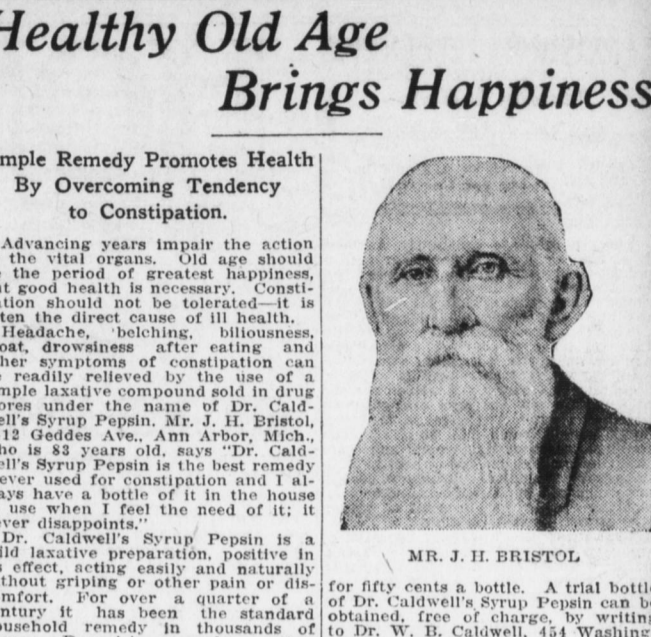 Healthy Old Age
Brings Happiness
mple Remedy Promotes Health
By Overcoming Tendency
to Constipation.
Advancing years impair the action
the vital organs. Old age should
the period of greatest happiness,
t good health is necessary. Consti-
tion should not be tolerated—it is
ten the direct cause of ill health.
Headache, belching, biliousness,
oat, drowsiness after eating and
her symptoms of constipation can
readily relieved by the use of a
mple laxative compound sold in drug
ores under the name of Dr. Cald-
ell's Syrup Pepsin. Mr. J. H. Bristol,
12 Geddes Ave., Ann Arbor, Mich.,
ho is 83 years old, says "Dr. Cald-
ell's Syrup Pepsin is the best remedy
ever used for constipation and I al-
ays have a bottle of it in the house
use when I feel the need of it; it
ver disappoints."
Dr. Caldwell's Syrup Pepsin is a
ild laxative preparation, positive in
effect, acting easily and naturally
thout griping or other pain or dis-
mfort. For over a quarter of a
ntury it has been the standard
ousehold remedy in thousands of
MR. J. H. BRISTOL
for fifty cents a bottle. A trial bottl
of Dr. Caldwell's Syrup Pepsin can b
obtained, free of charge, by writin
to Dr. W. B. Caldwell, 454 Washing